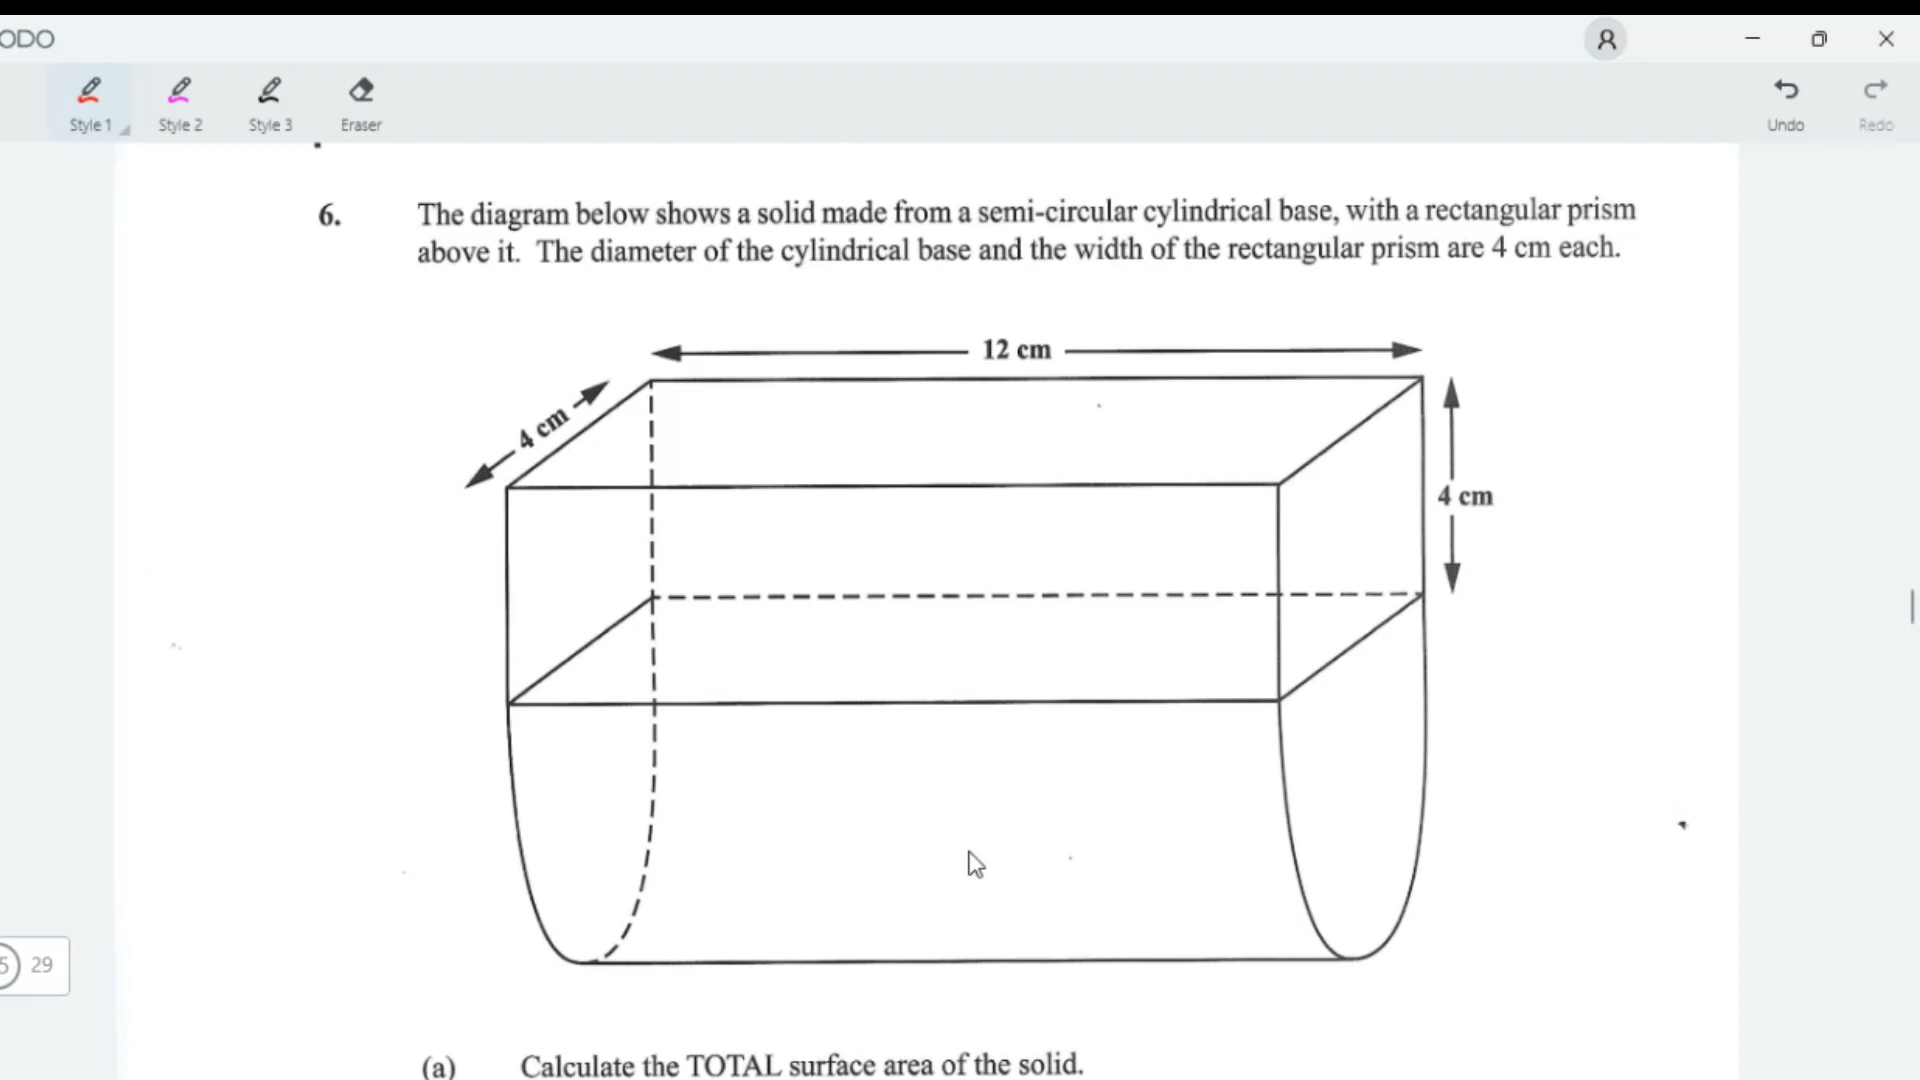 ODO
Style 1 Style 2 Style 3 Eraser Undo Redo
6. The diagram below shows a solid made from a semi-circular cylindrical base, with a rectangular prism
above it. The diameter of the cylindrical base and the width of the rectangular prism are 4 cm each.
12 cm
4 cm
4 cm
5 29
(a) Calculate the TOTAL surface area of the solid.